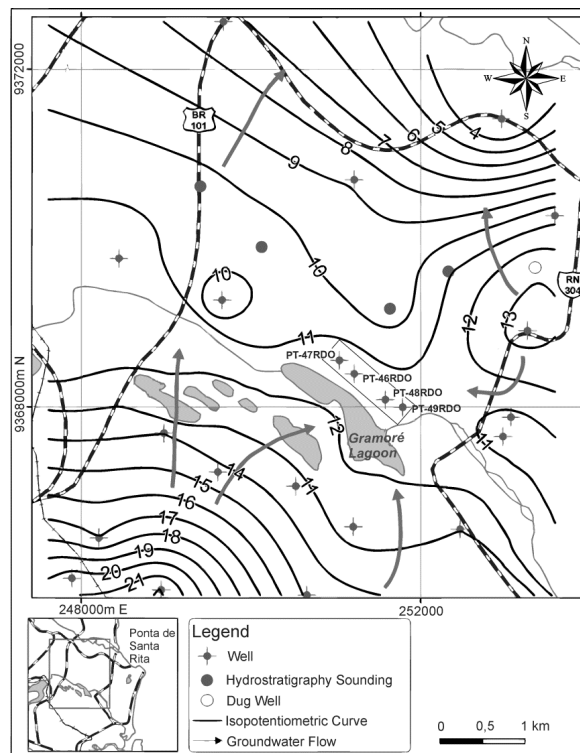 9372000
N
W E
S
BR
101
4
5
6
7
8
9
10
10
RN
304
12
13
11
PT-47RDO
PT-46RDO
PT-48RDO
PT-49RDO
9368000m N
12
Gramoré
Lagoon
11
14
11
15
16
17
18
19
20
21
248000m E
252000
Ponta de
Santa
Rita
Legend
Well
Hydrostratigraphy Sounding
Dug Well
Isopotentiometric Curve
Groundwater Flow
0 0,5 1 km